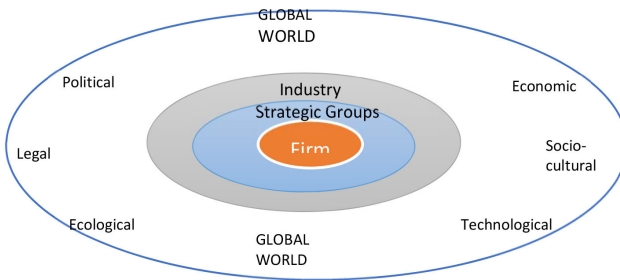 GLOBAL
WORLD
Political
Economic
Industry
Strategic Groups
Firm
Legal
Socio-
cultural
Ecological
Technological
GLOBAL
WORLD